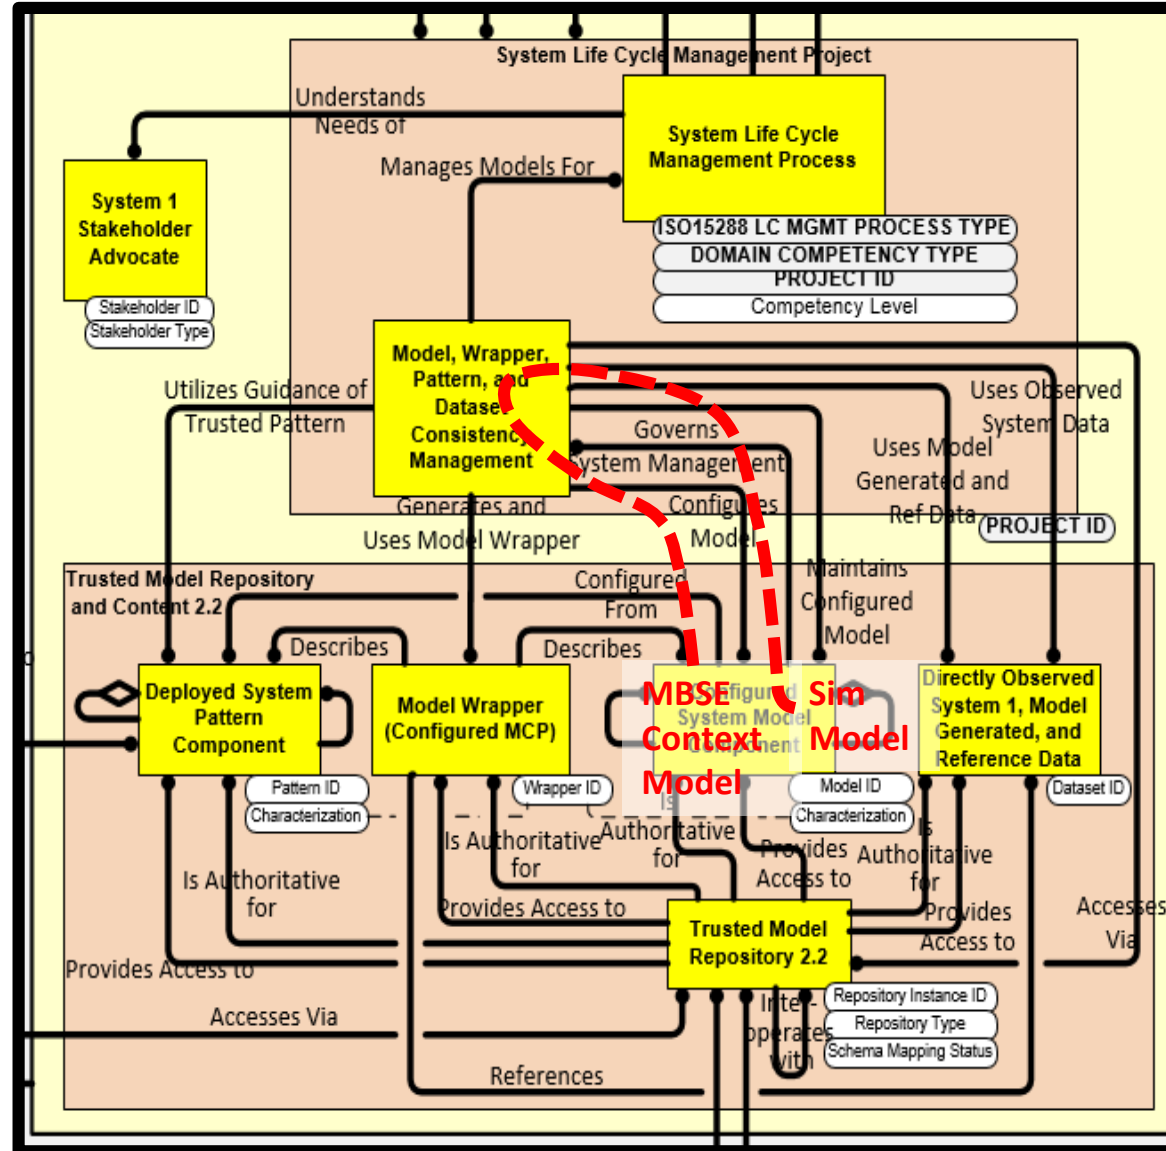 System Life Cycle Management Project
Understands
Needs of
System Life Cycle
Management Process
Manages Models For
System 1
Stakeholder
Advocate
ISO15288 LC MGMT PROCESS TYPE
DOMAIN COMPETENCY TYPE
PROJECT ID
Competency Level
Stakeholder ID
Stakeholder Type
Model, Wrapper,
Pattern, and
Dataset
Consistency
Management
Utilizes Guidance of
Trusted Pattern
Uses Observed
System Data
Governs
System Management
Uses Model
Generated and
Ref Data
Generates and
Uses Model Wrapper
Configures
Model
PROJECT ID
Trusted Model Repository
and Content 2.2
Configured
From
Maintains
Configured
Model
Describes
Describes
Deployed System
Pattern
Component
Model Wrapper
(Configured MCP)
Configured
System Model
Component
MBSE
Context
Model
Sim
Model
Directly Observed
System 1, Model
Generated, and
Reference Data
Pattern ID
Characterization
Wrapper ID
Model ID
Characterization
Dataset ID
Is Authoritative
for
Is Authoritative
for
Is
Authoritative
for
Provides
Access to
Is
Authoritative
for
Provides Access to
Provides
Access to
Accesses
Via
Trusted Model
Repository 2.2
Provides Access to
Accesses Via
Inter-
operates
with
Repository Instance ID
Repository Type
Schema Mapping Status
References